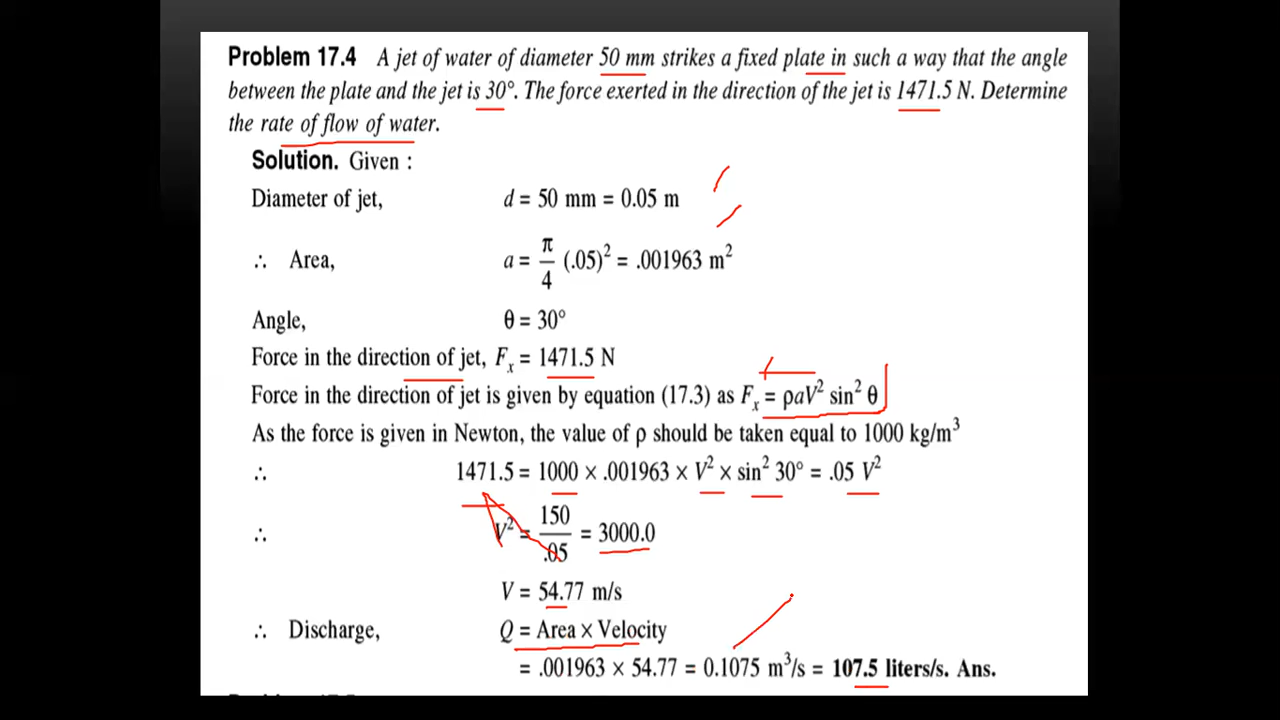 Problem 17.4 A jet of water of diameter 50 mm strikes a fixed plate in such a way that the angle
between the plate and the jet is 30°. The force exerted in the direction of the jet is 1471.5 N. Determine
the rate of flow of water.
Solution. Given :
Diameter of jet, d = 50 mm = 0.05 m
∴ Area, a = π/4 (.05)² = .001963 m²
Angle, θ = 30°
Force in the direction of jet, Fₓ = 1471.5 N
Force in the direction of jet is given by equation (17.3) as Fₓ = ρaV² sin² θ
As the force is given in Newton, the value of ρ should be taken equal to 1000 kg/m³
∴ 1471.5 = 1000 × .001963 × V² × sin² 30° = .05 V²
∴ V² = 150/.05 = 3000.0
V = 54.77 m/s
∴ Discharge, Q = Area × Velocity
= .001963 × 54.77 = 0.1075 m³/s = 107.5 liters/s. Ans.